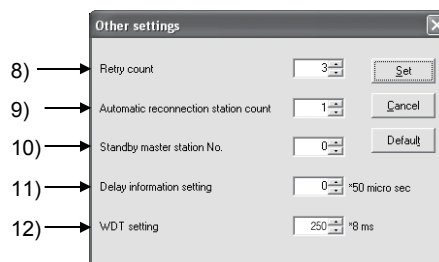 Other settings
8) Retry count 3 Set
9) Automatic reconnection station count 1 Cancel
10) Standby master station No. 0 Default
11) Delay information setting 0 *50 micro sec
12) WDT setting 250 *8 ms